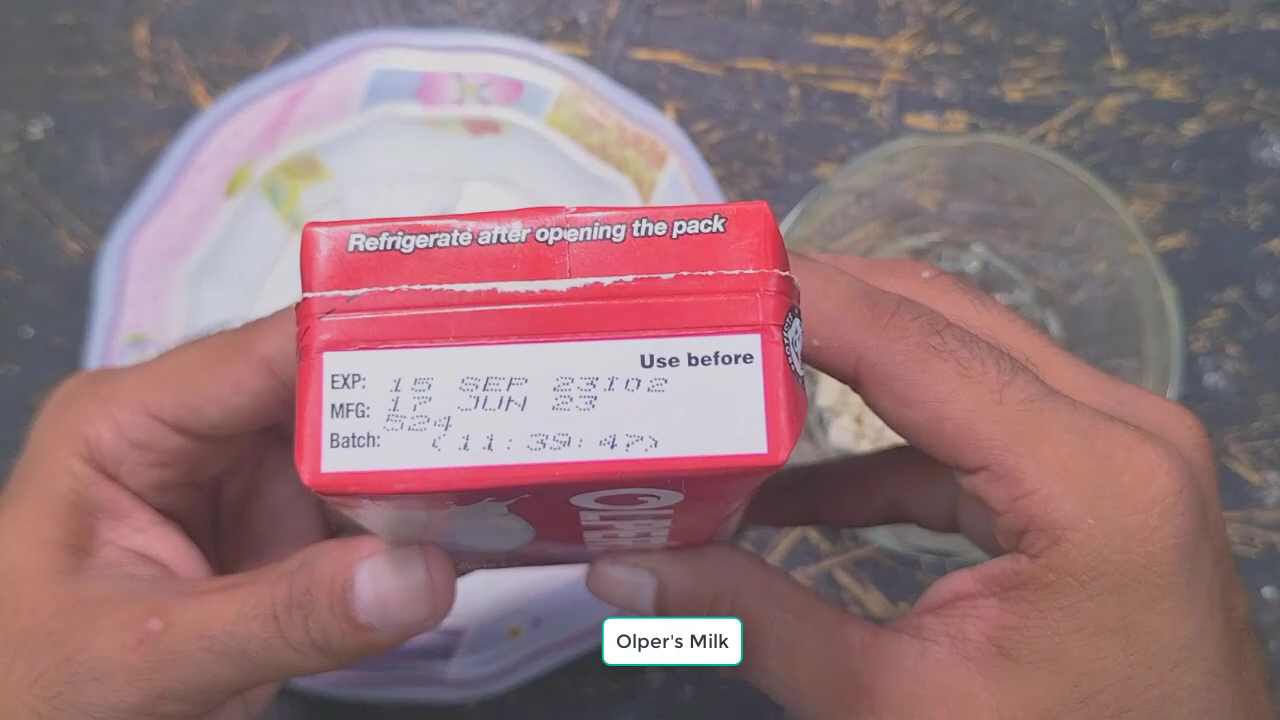 Refrigerate after opening the pack
Use before
EXP: 15 SEP 23102
MFG: 17 JUN 23
524
Batch: (11:39:47)
OLPER
Olper's Milk